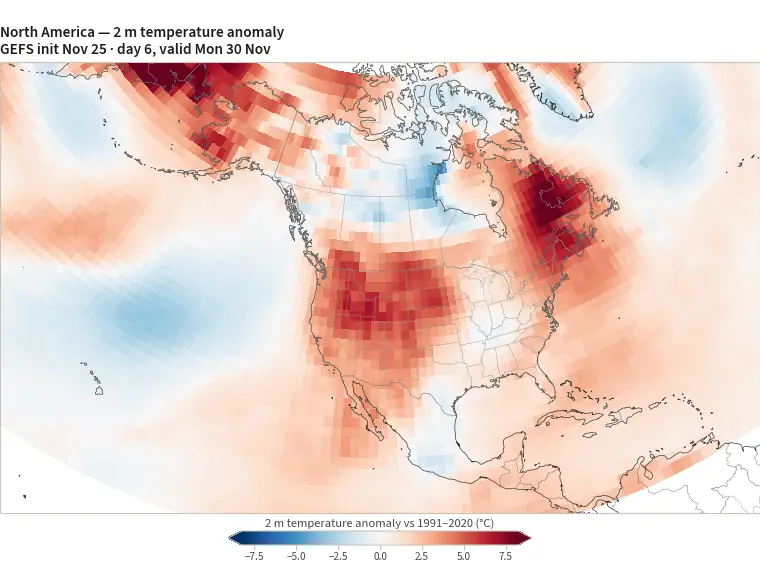 North America — 2 m temperature anomaly
GEFS init Nov 25 · day 6, valid Mon 30 Nov
2 m temperature anomaly vs 1991–2020 (°C)
−7.5 −5.0 −2.5 0.0 2.5 5.0 7.5